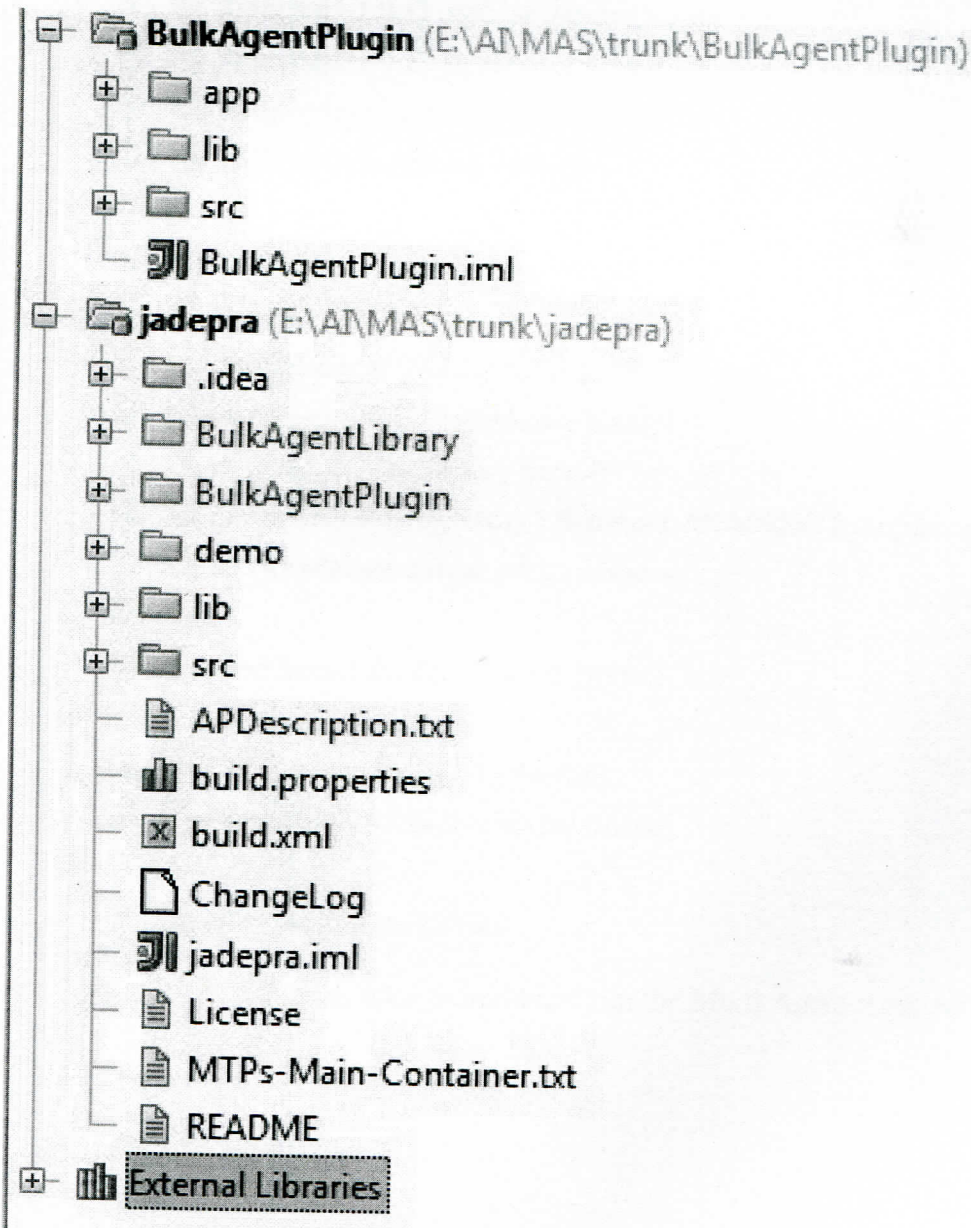 BulkAgentPlugin (E:\AI\MAS\trunk\BulkAgentPlugin)
app
lib
src
BulkAgentPlugin.iml
jadepra (E:\AI\MAS\trunk\jadepra)
.idea
BulkAgentLibrary
BulkAgentPlugin
demo
lib
src
APDescription.txt
build.properties
build.xml
ChangeLog
jadepra.iml
License
MTPs-Main-Container.txt
README
External Libraries